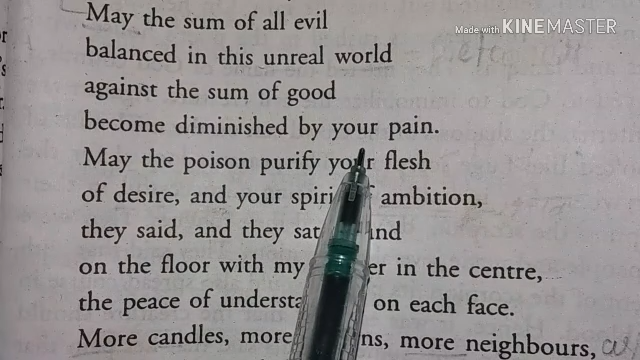 Made with KINEMASTER
May the sum of all evil
balanced in this unreal world
against the sum of good
become diminished by your pain.
May the poison purify your flesh
of desire, and your ambition,
they said, and they
on the floor with my in the centre,
the peace of on each face.
More candles, more more neighbours,